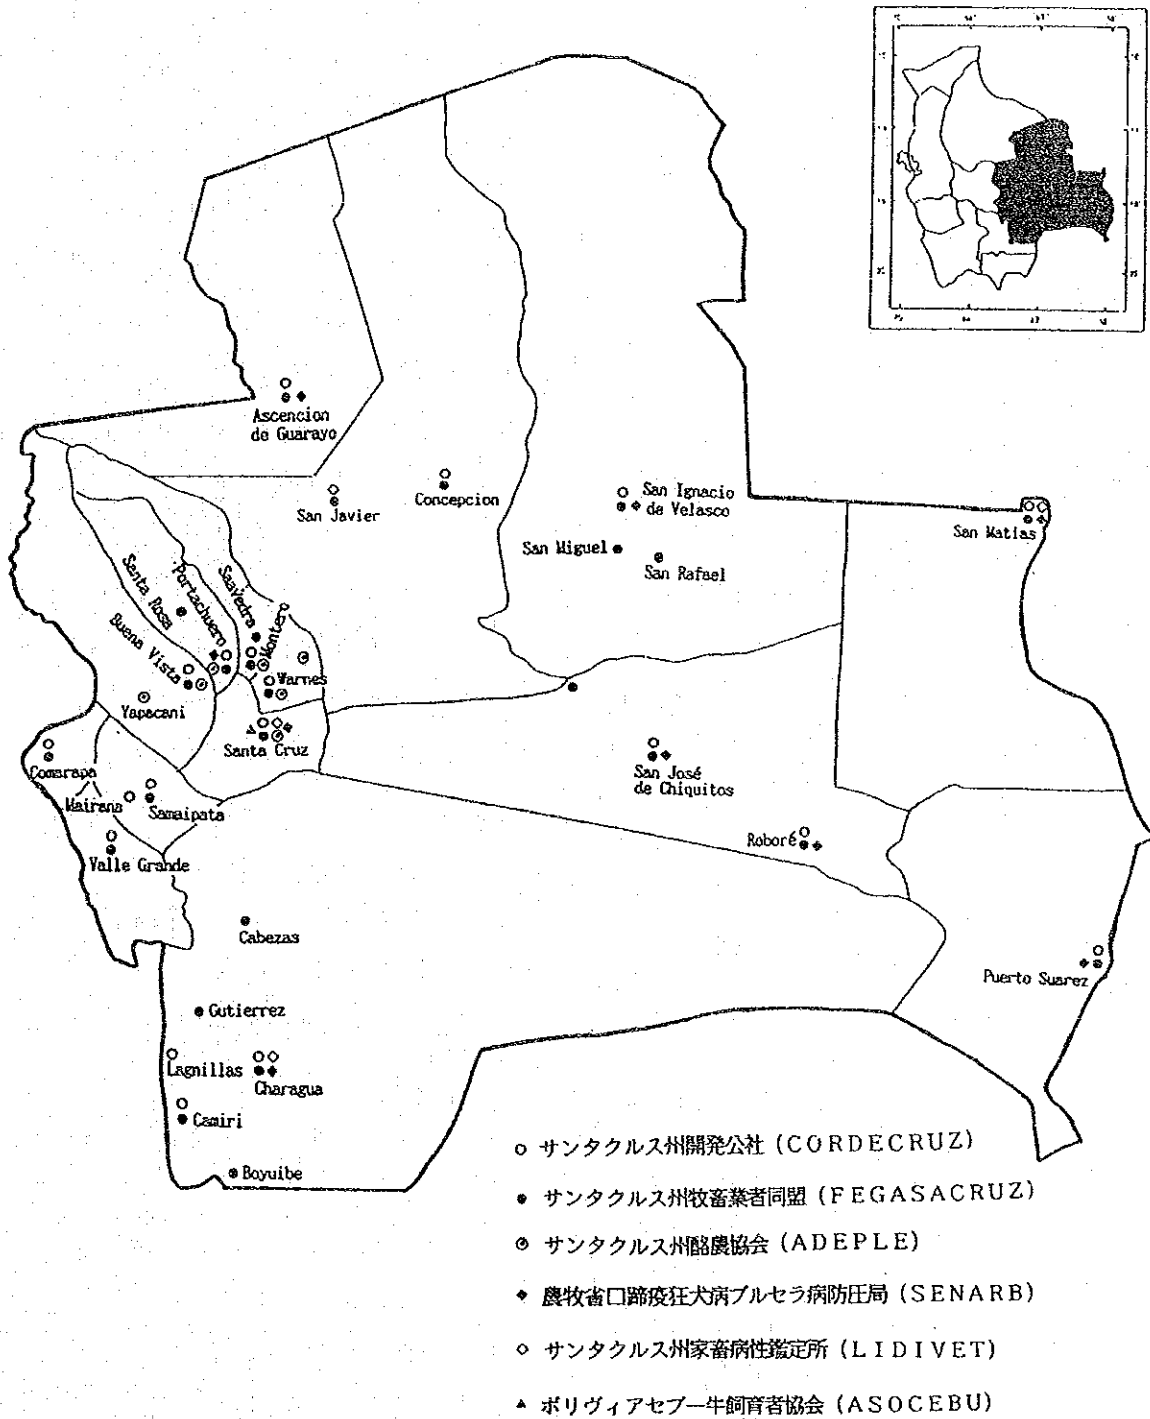 Ascencion
de Guarayo
San Javier
Concepcion
San Ignacio
de Velasco
San Miguel
San Rafael
San Matias
Santa Rosa
Portachuero
Saavedra
Montero
Buena Vista
Warnes
Yapacani
Santa Cruz
Comarapa
Mairana
Samaipata
Valle Grande
San José
de Chiquitos
Roboré
Cabezas
Puerto Suarez
Gutierrez
Lagnillas
Charagua
Camiri
Boyuibe
サンタクルス州開発公社 (CORDECRUZ)
サンタクルス州牧畜業者同盟 (FEGASACRUZ)
サンタクルス州酪農協会 (ADEPLE)
農牧省口蹄疫狂犬病ブルセラ病防圧局 (SENARB)
サンタクルス州家畜病性鑑定所 (LIDIVET)
ボリヴィアセブー牛飼育者協会 (ASOCEBU)